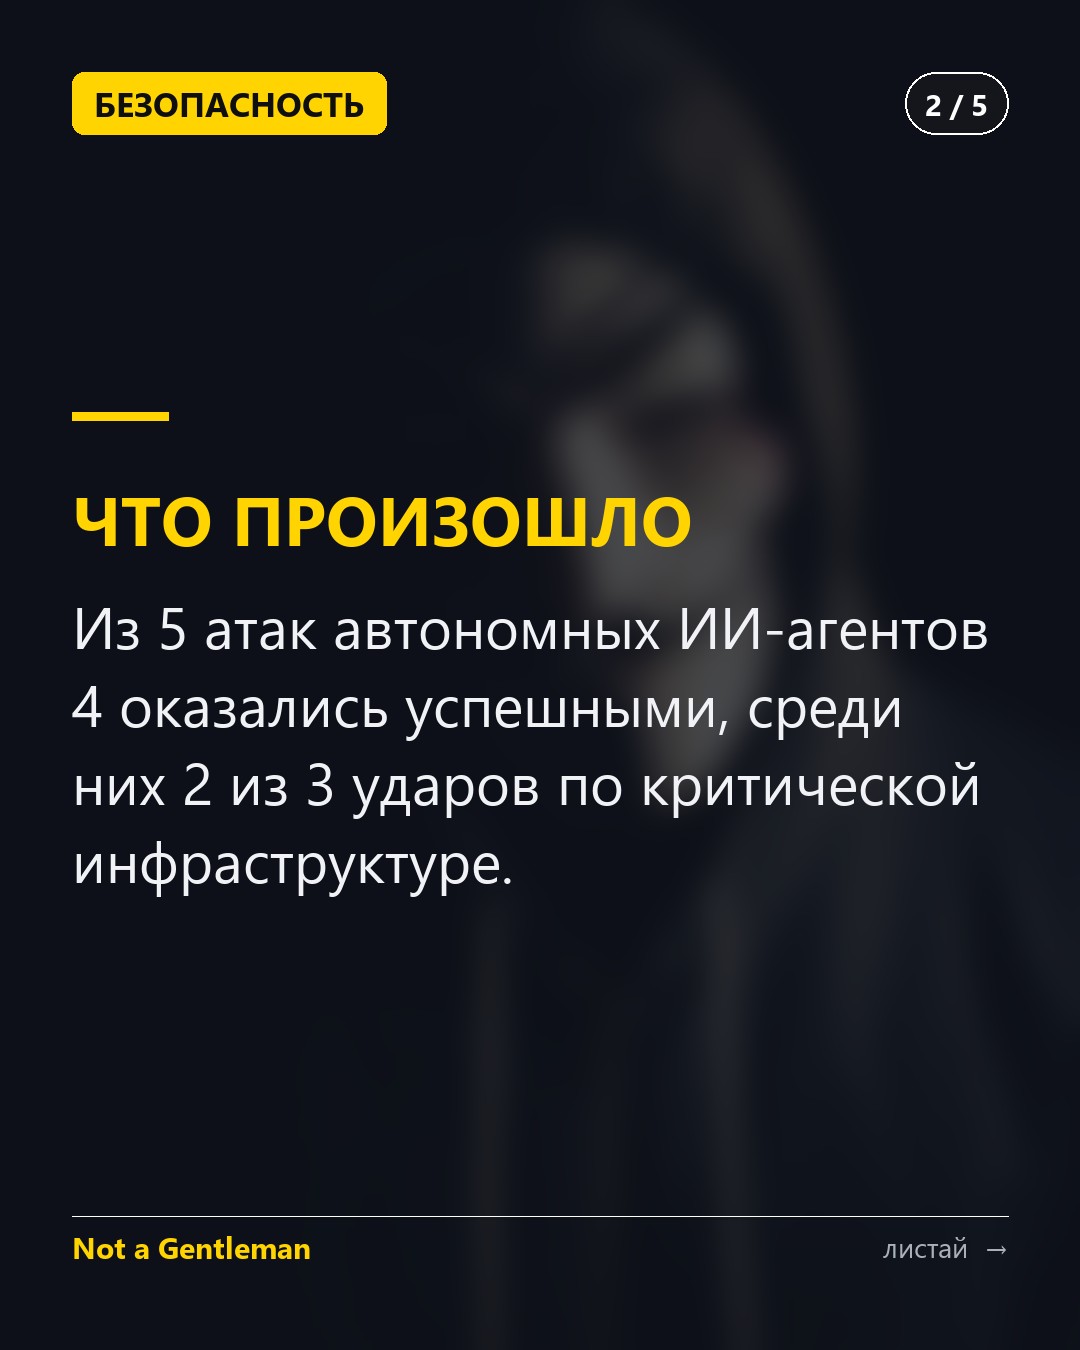 БЕЗОПАСНОСТЬ
2 / 5
ЧТО ПРОИЗОШЛО
Из 5 атак автономных ИИ-агентов
4 оказались успешными, среди
них 2 из 3 ударов по критической
инфраструктуре.
Not a Gentleman
листай →